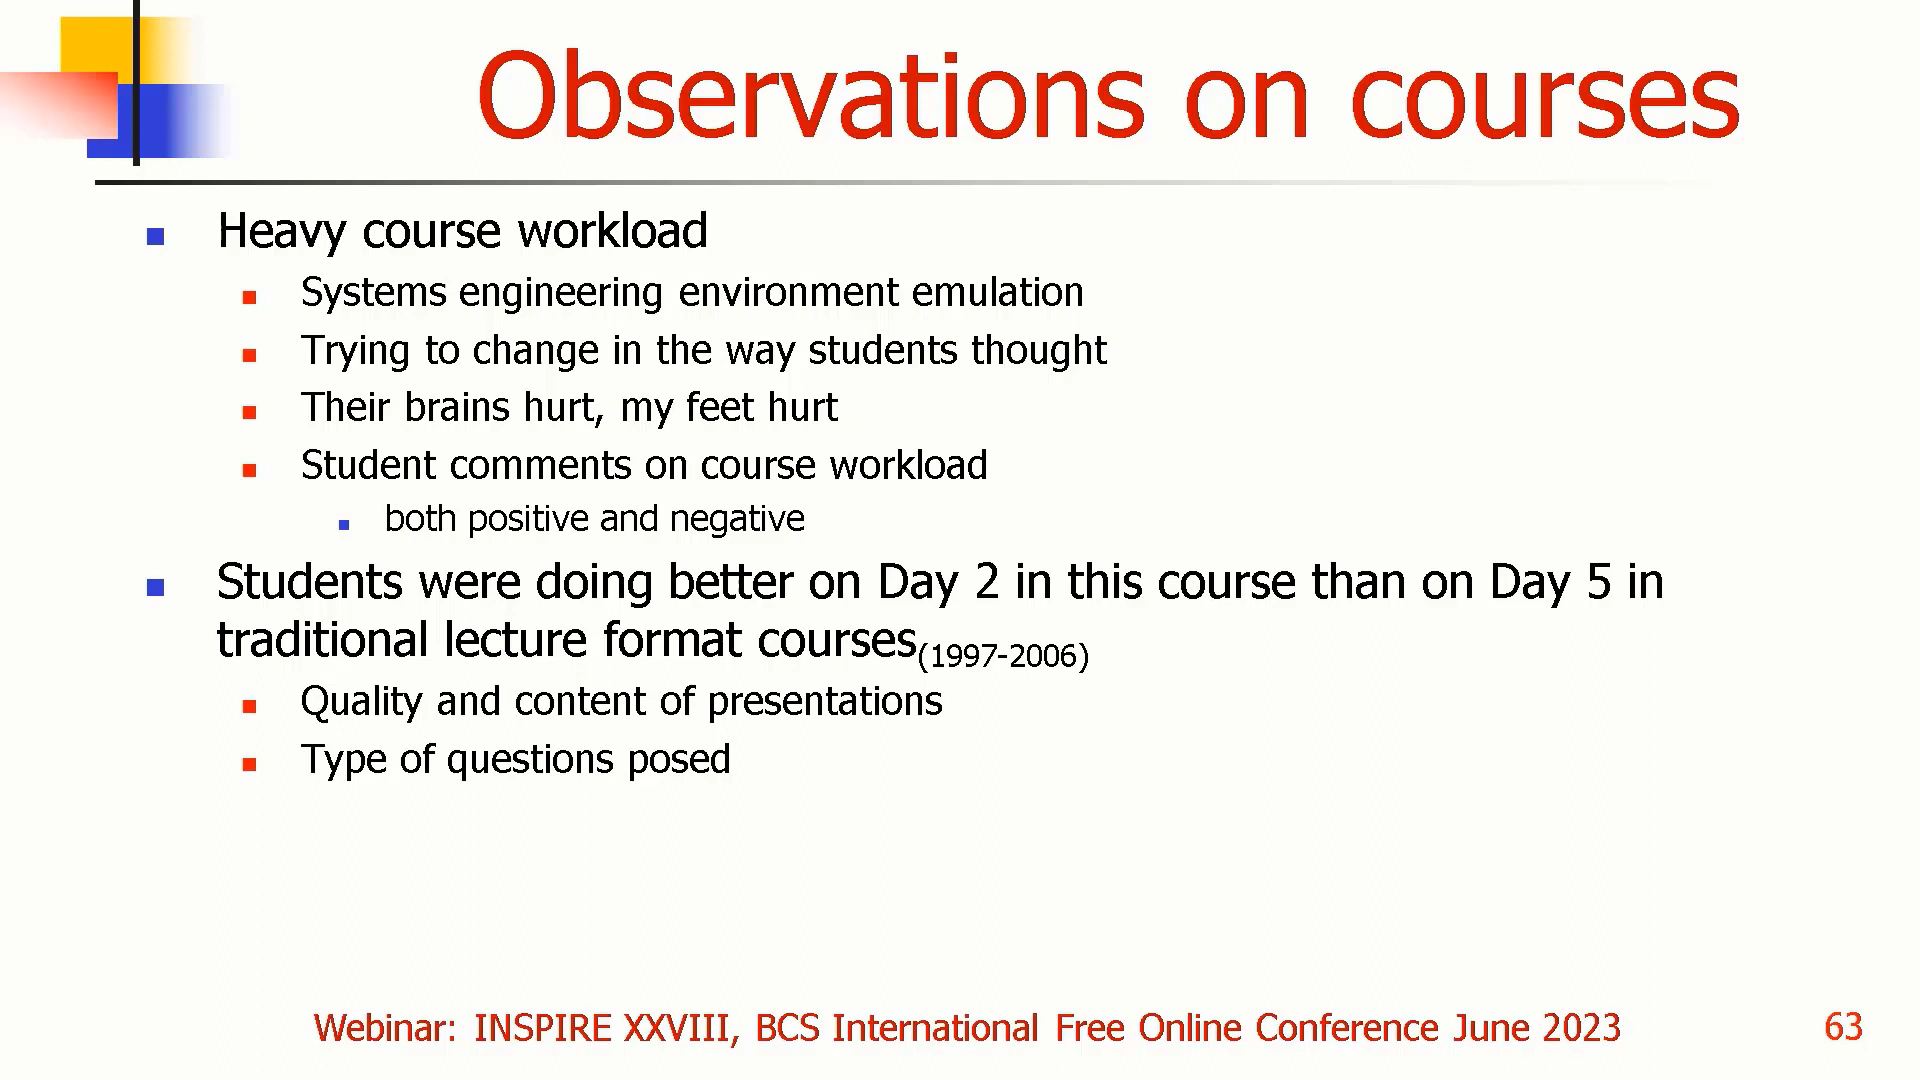 Observations on courses
Heavy course workload
Systems engineering environment emulation
Trying to change in the way students thought
Their brains hurt, my feet hurt
Student comments on course workload
both positive and negative
Students were doing better on Day 2 in this course than on Day 5 in
traditional lecture format courses(1997-2006)
Quality and content of presentations
Type of questions posed
Webinar: INSPIRE XXVIII, BCS International Free Online Conference June 2023
63